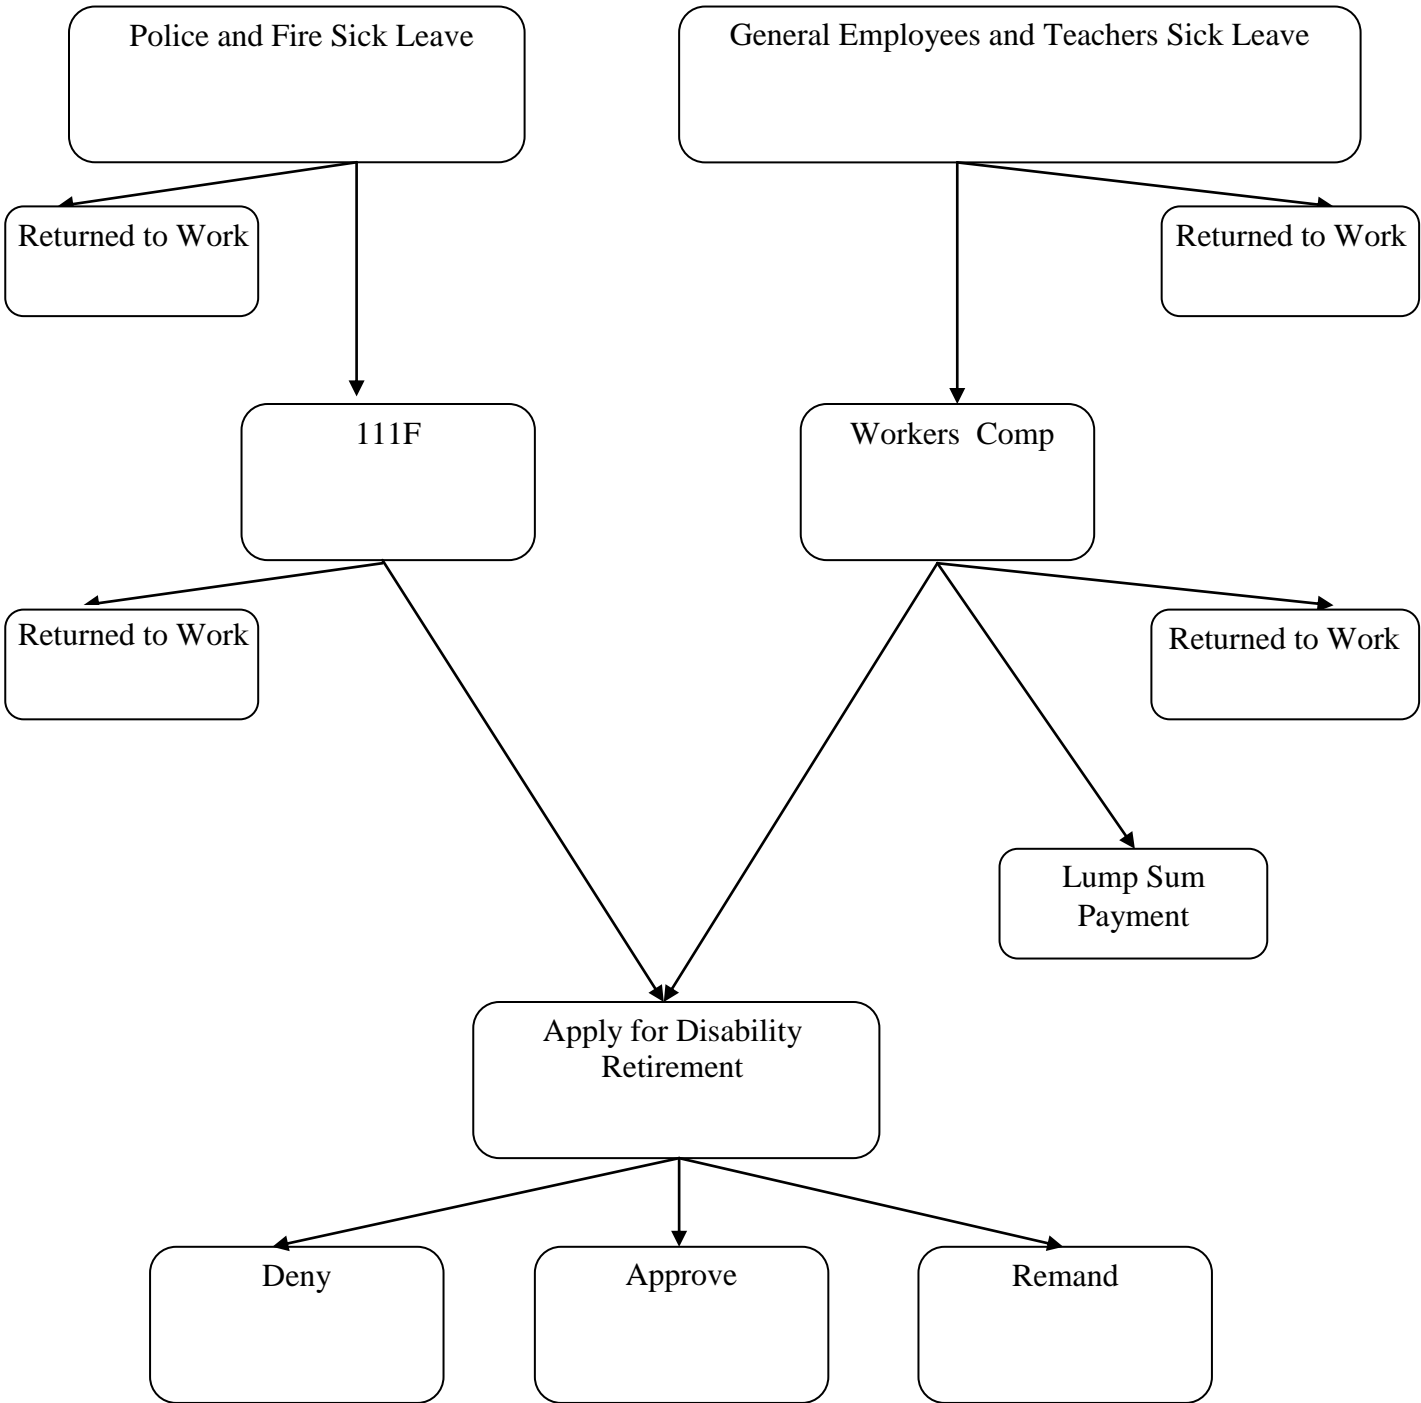 Police and Fire Sick Leave
General Employees and Teachers Sick Leave
Returned to Work
Returned to Work
111F
Workers  Comp
Returned to Work
Returned to Work
Lump Sum
Payment
Apply for Disability
Retirement
Deny
Approve
Remand